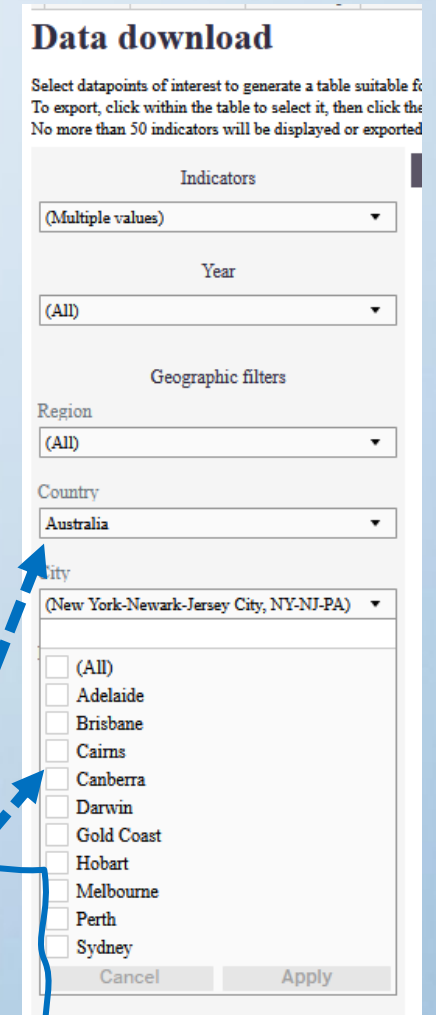 Data download
Select datapoints of interest to generate a table suitable
To export, click within the table to select it, then click the
No more than 50 indicators will be displayed or exported
Indicators
(Multiple values)
Year
(All)
Geographic filters
Region
(All)
Country
Australia
City
(New York-Newark-Jersey City, NY-NJ-PA)
(All)
Adelaide
Brisbane
Cairns
Canberra
Darwin
Gold Coast
Hobart
Melbourne
Perth
Sydney
Cancel Apply